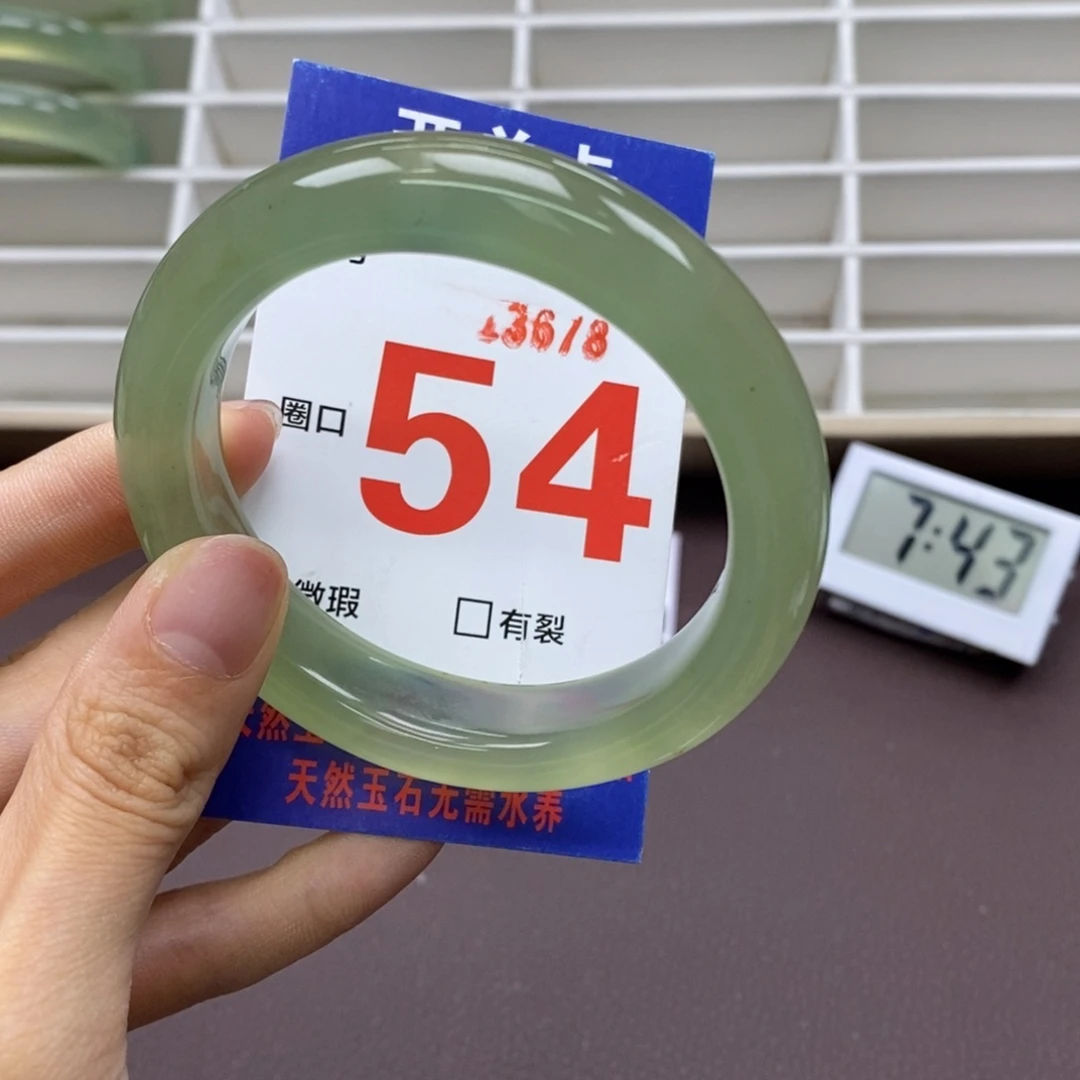 36/8
圈口 54
微瑕 □有裂
天然玉石无需水养
7:43